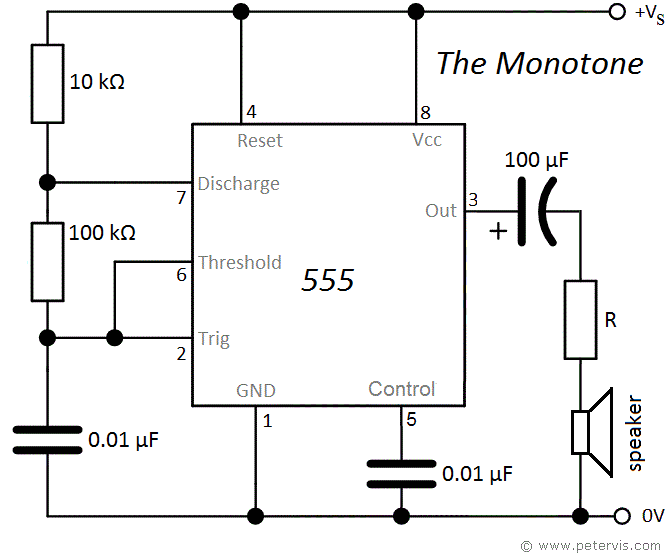 +Vs
The Monotone
10 kΩ
4
8
Reset
Vcc
100 µF
7
Discharge
3
Out
+
100 kΩ
6
Threshold
555
R
2
Trig
GND
Control
1
5
0.01 µF
0.01 µF
speaker
0V
© www.petervis.com